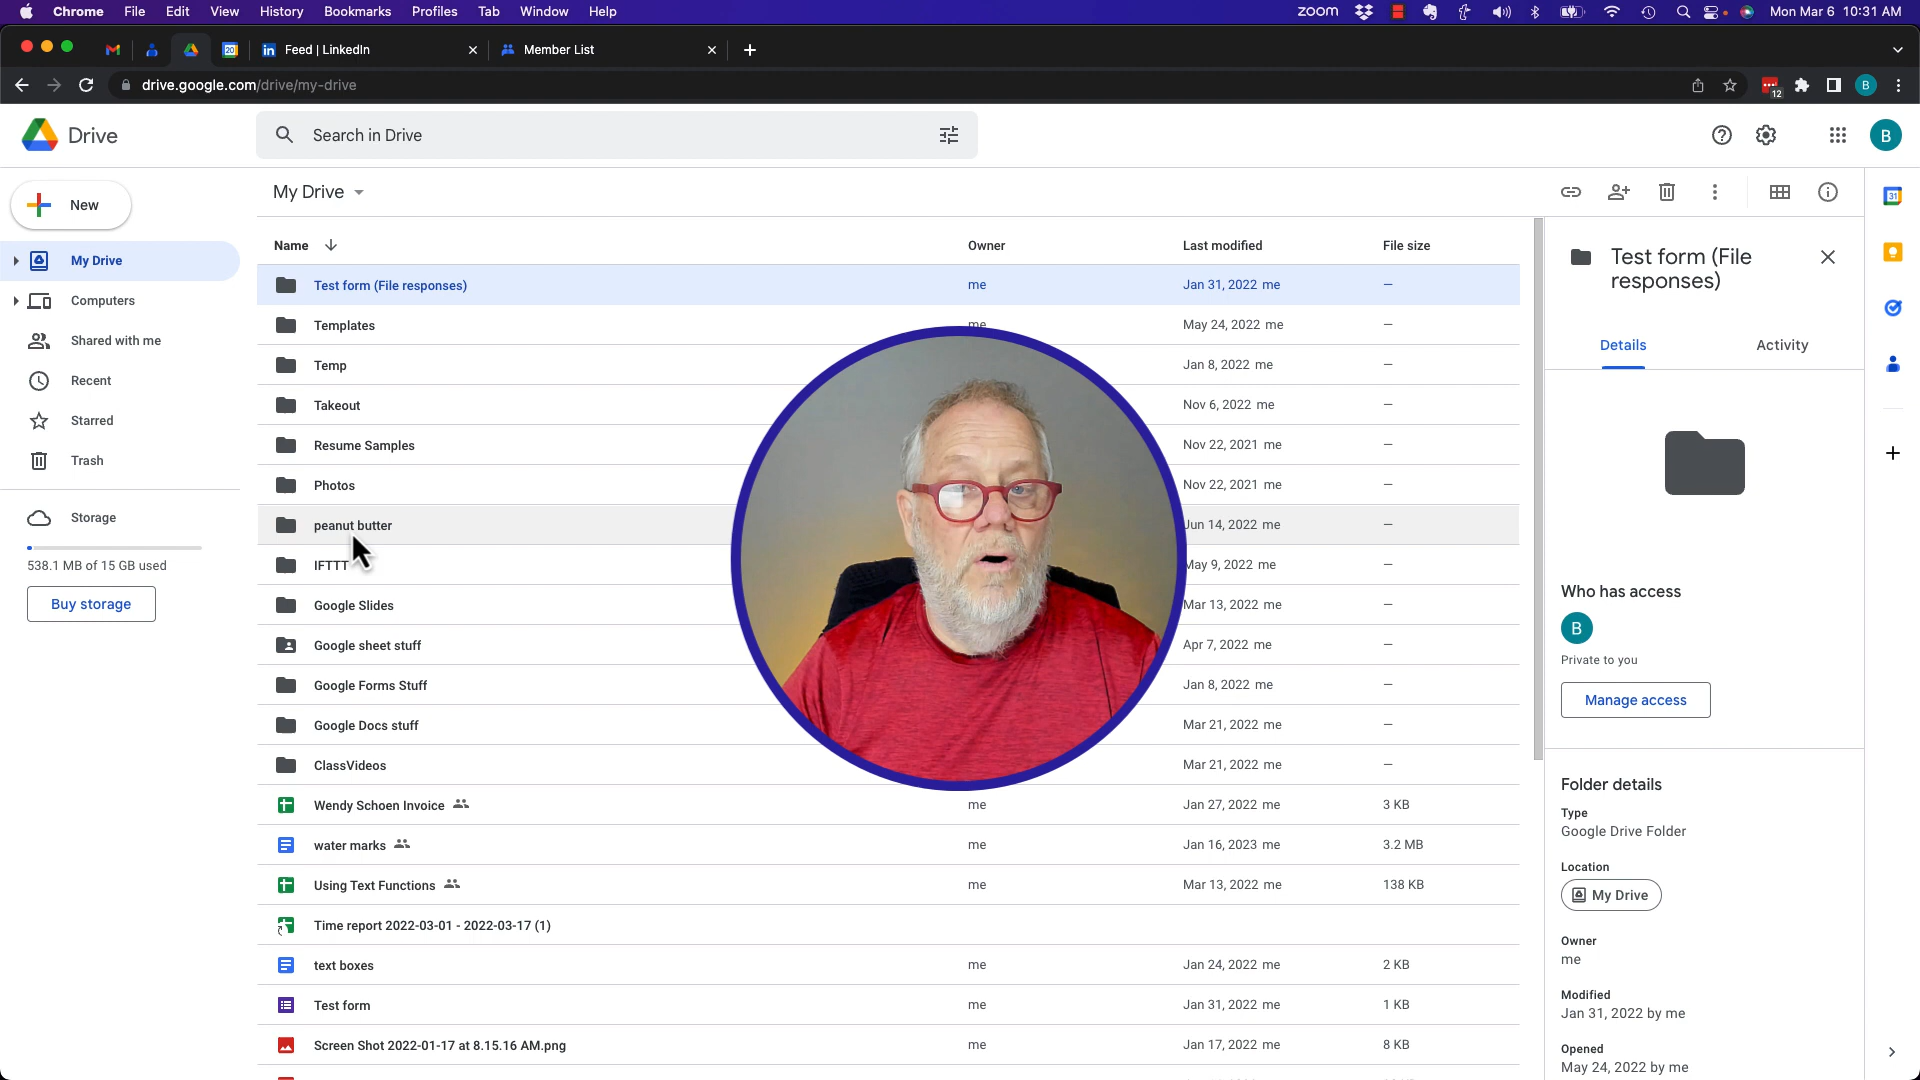 Chrome File Edit View History Bookmarks Profiles Tab Window Help zoom Mon Mar 6 10:31 AM
20 in Feed | LinkedIn Member List
drive.google.com/drive/my-drive 12 B
Drive Search in Drive B
New My Drive 31
Name Owner Last modified File size
Test form (File responses)
My Drive
Computers
Shared with me
Recent
Starred
Trash
Storage
538.1 MB of 15 GB used
Buy storage
Test form (File responses) me Jan 31, 2022 me –
Templates me May 24, 2022 me –
Temp Jan 8, 2022 me –
Takeout Nov 6, 2022 me –
Resume Samples Nov 22, 2021 me –
Photos Nov 22, 2021 me –
peanut butter Jun 14, 2022 me –
IFTTT May 9, 2022 me –
Google Slides Mar 13, 2022 me –
Google sheet stuff Apr 7, 2022 me –
Google Forms Stuff Jan 8, 2022 me –
Google Docs stuff Mar 21, 2022 me –
ClassVideos Mar 21, 2022 me –
Wendy Schoen Invoice me Jan 27, 2022 me 3 KB
water marks me Jan 16, 2023 me 3.2 MB
Using Text Functions me Mar 13, 2022 me 138 KB
Time report 2022-03-01 - 2022-03-17 (1)
text boxes me Jan 24, 2022 me 2 KB
Test form me Jan 31, 2022 me 1 KB
Screen Shot 2022-01-17 at 8.15.16 AM.png me Jan 17, 2022 me 8 KB
Details Activity
Who has access
B
Private to you
Manage access
Folder details
Type
Google Drive Folder
Location
My Drive
Owner
me
Modified
Jan 31, 2022 by me
Opened
May 24, 2022 by me